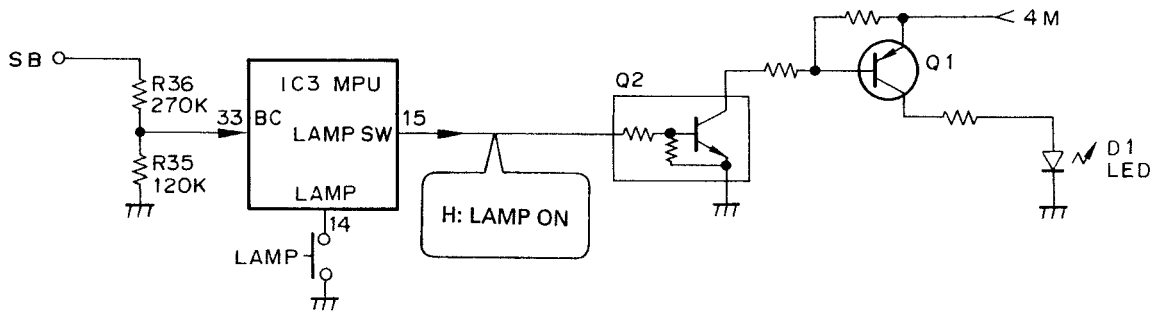 SB
R36
270K
R35
120K
33
BC
IC3 MPU
LAMP SW
LAMP
15
14
LAMP
H: LAMP ON
Q2
Q1
4M
D1
LED